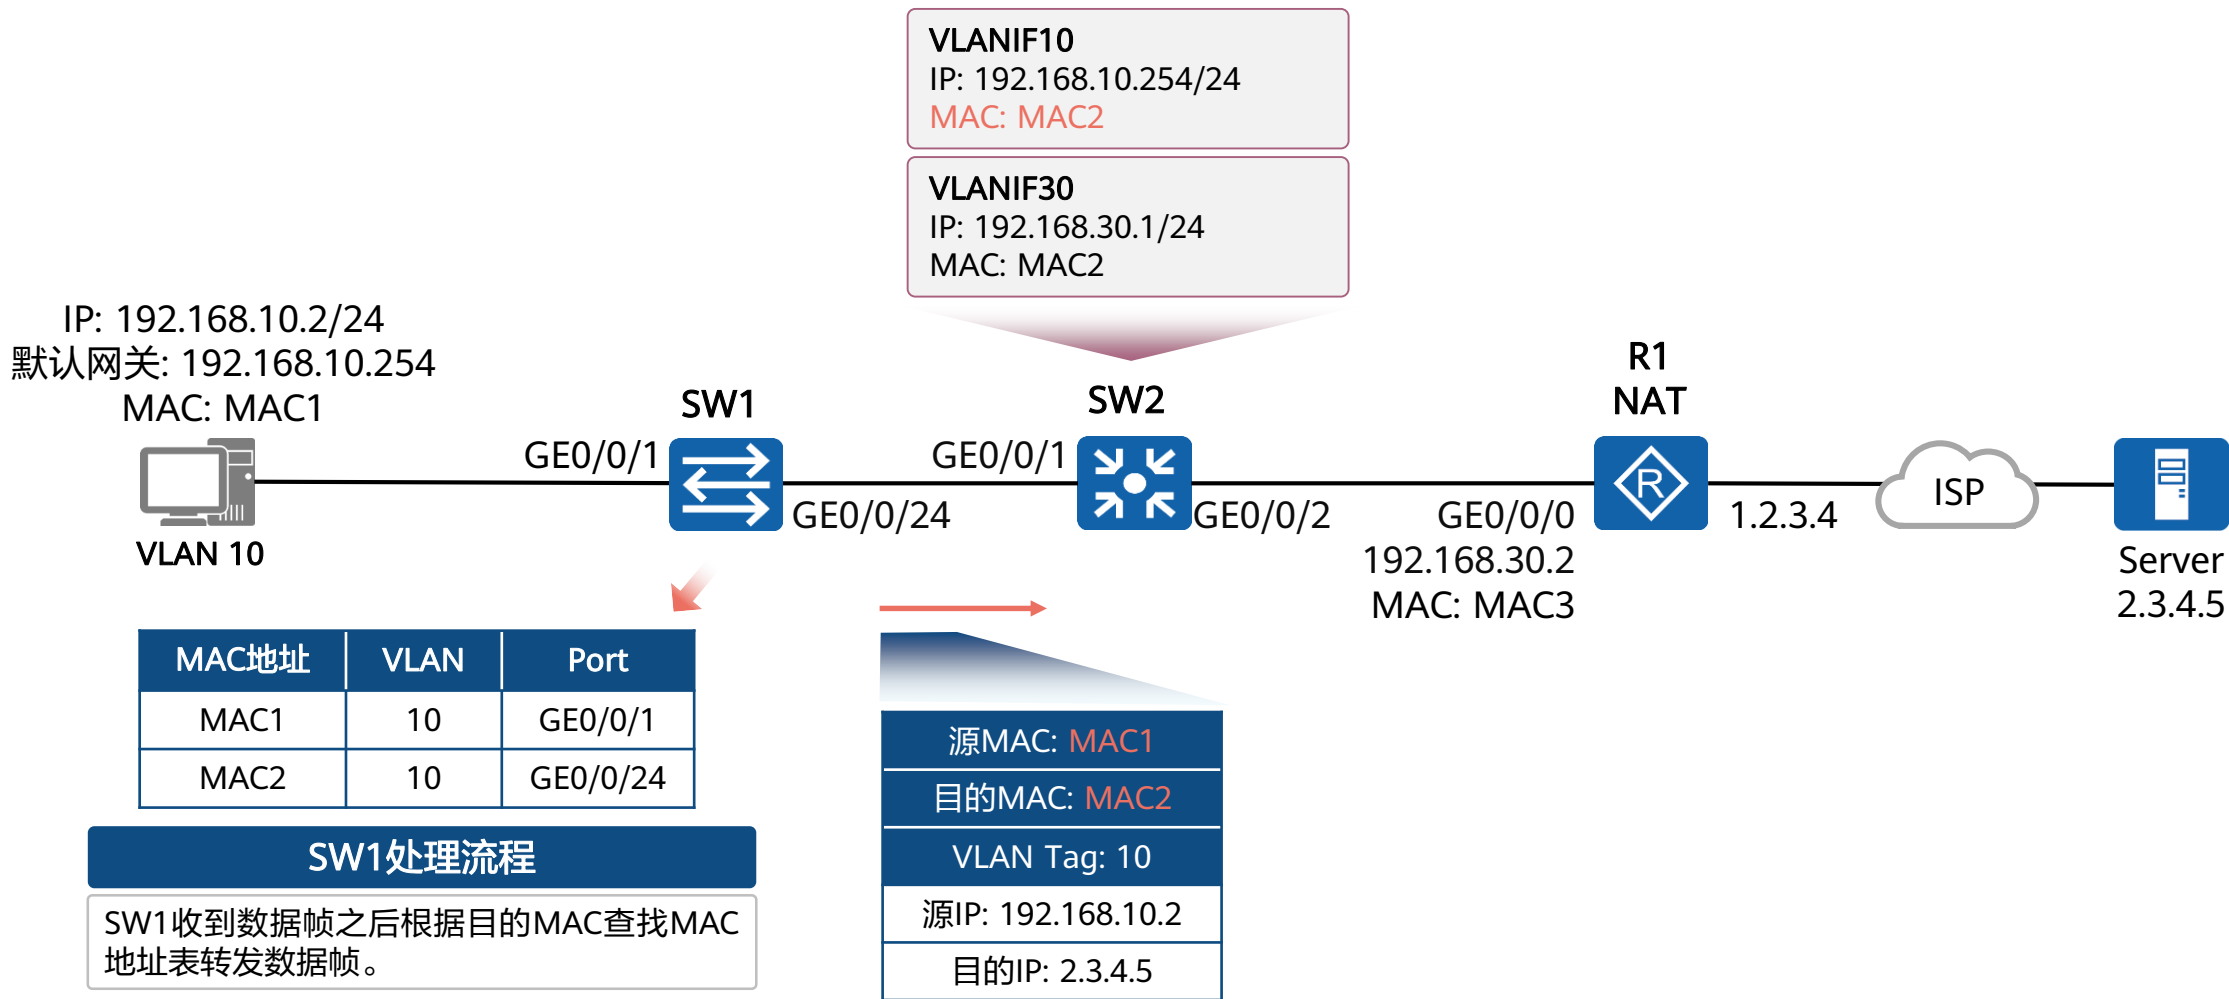 VLANIF10
IP: 192.168.10.254/24
MAC: MAC2
VLANIF30
IP: 192.168.30.1/24
MAC: MAC2
IP: 192.168.10.2/24
默认网关: 192.168.10.254
MAC: MAC1
VLAN 10
SW1
GE0/0/1
GE0/0/24
SW2
GE0/0/1
GE0/0/2
R1
NAT
GE0/0/0
192.168.30.2
MAC: MAC3
R
1.2.3.4
ISP
Server
2.3.4.5
MAC地址 VLAN Port
MAC1 10 GE0/0/1
MAC2 10 GE0/0/24
SW1处理流程
SW1收到数据帧之后根据目的MAC查找MAC
地址表转发数据帧。
源MAC: MAC1
目的MAC: MAC2
VLAN Tag: 10
源IP: 192.168.10.2
目的IP: 2.3.4.5